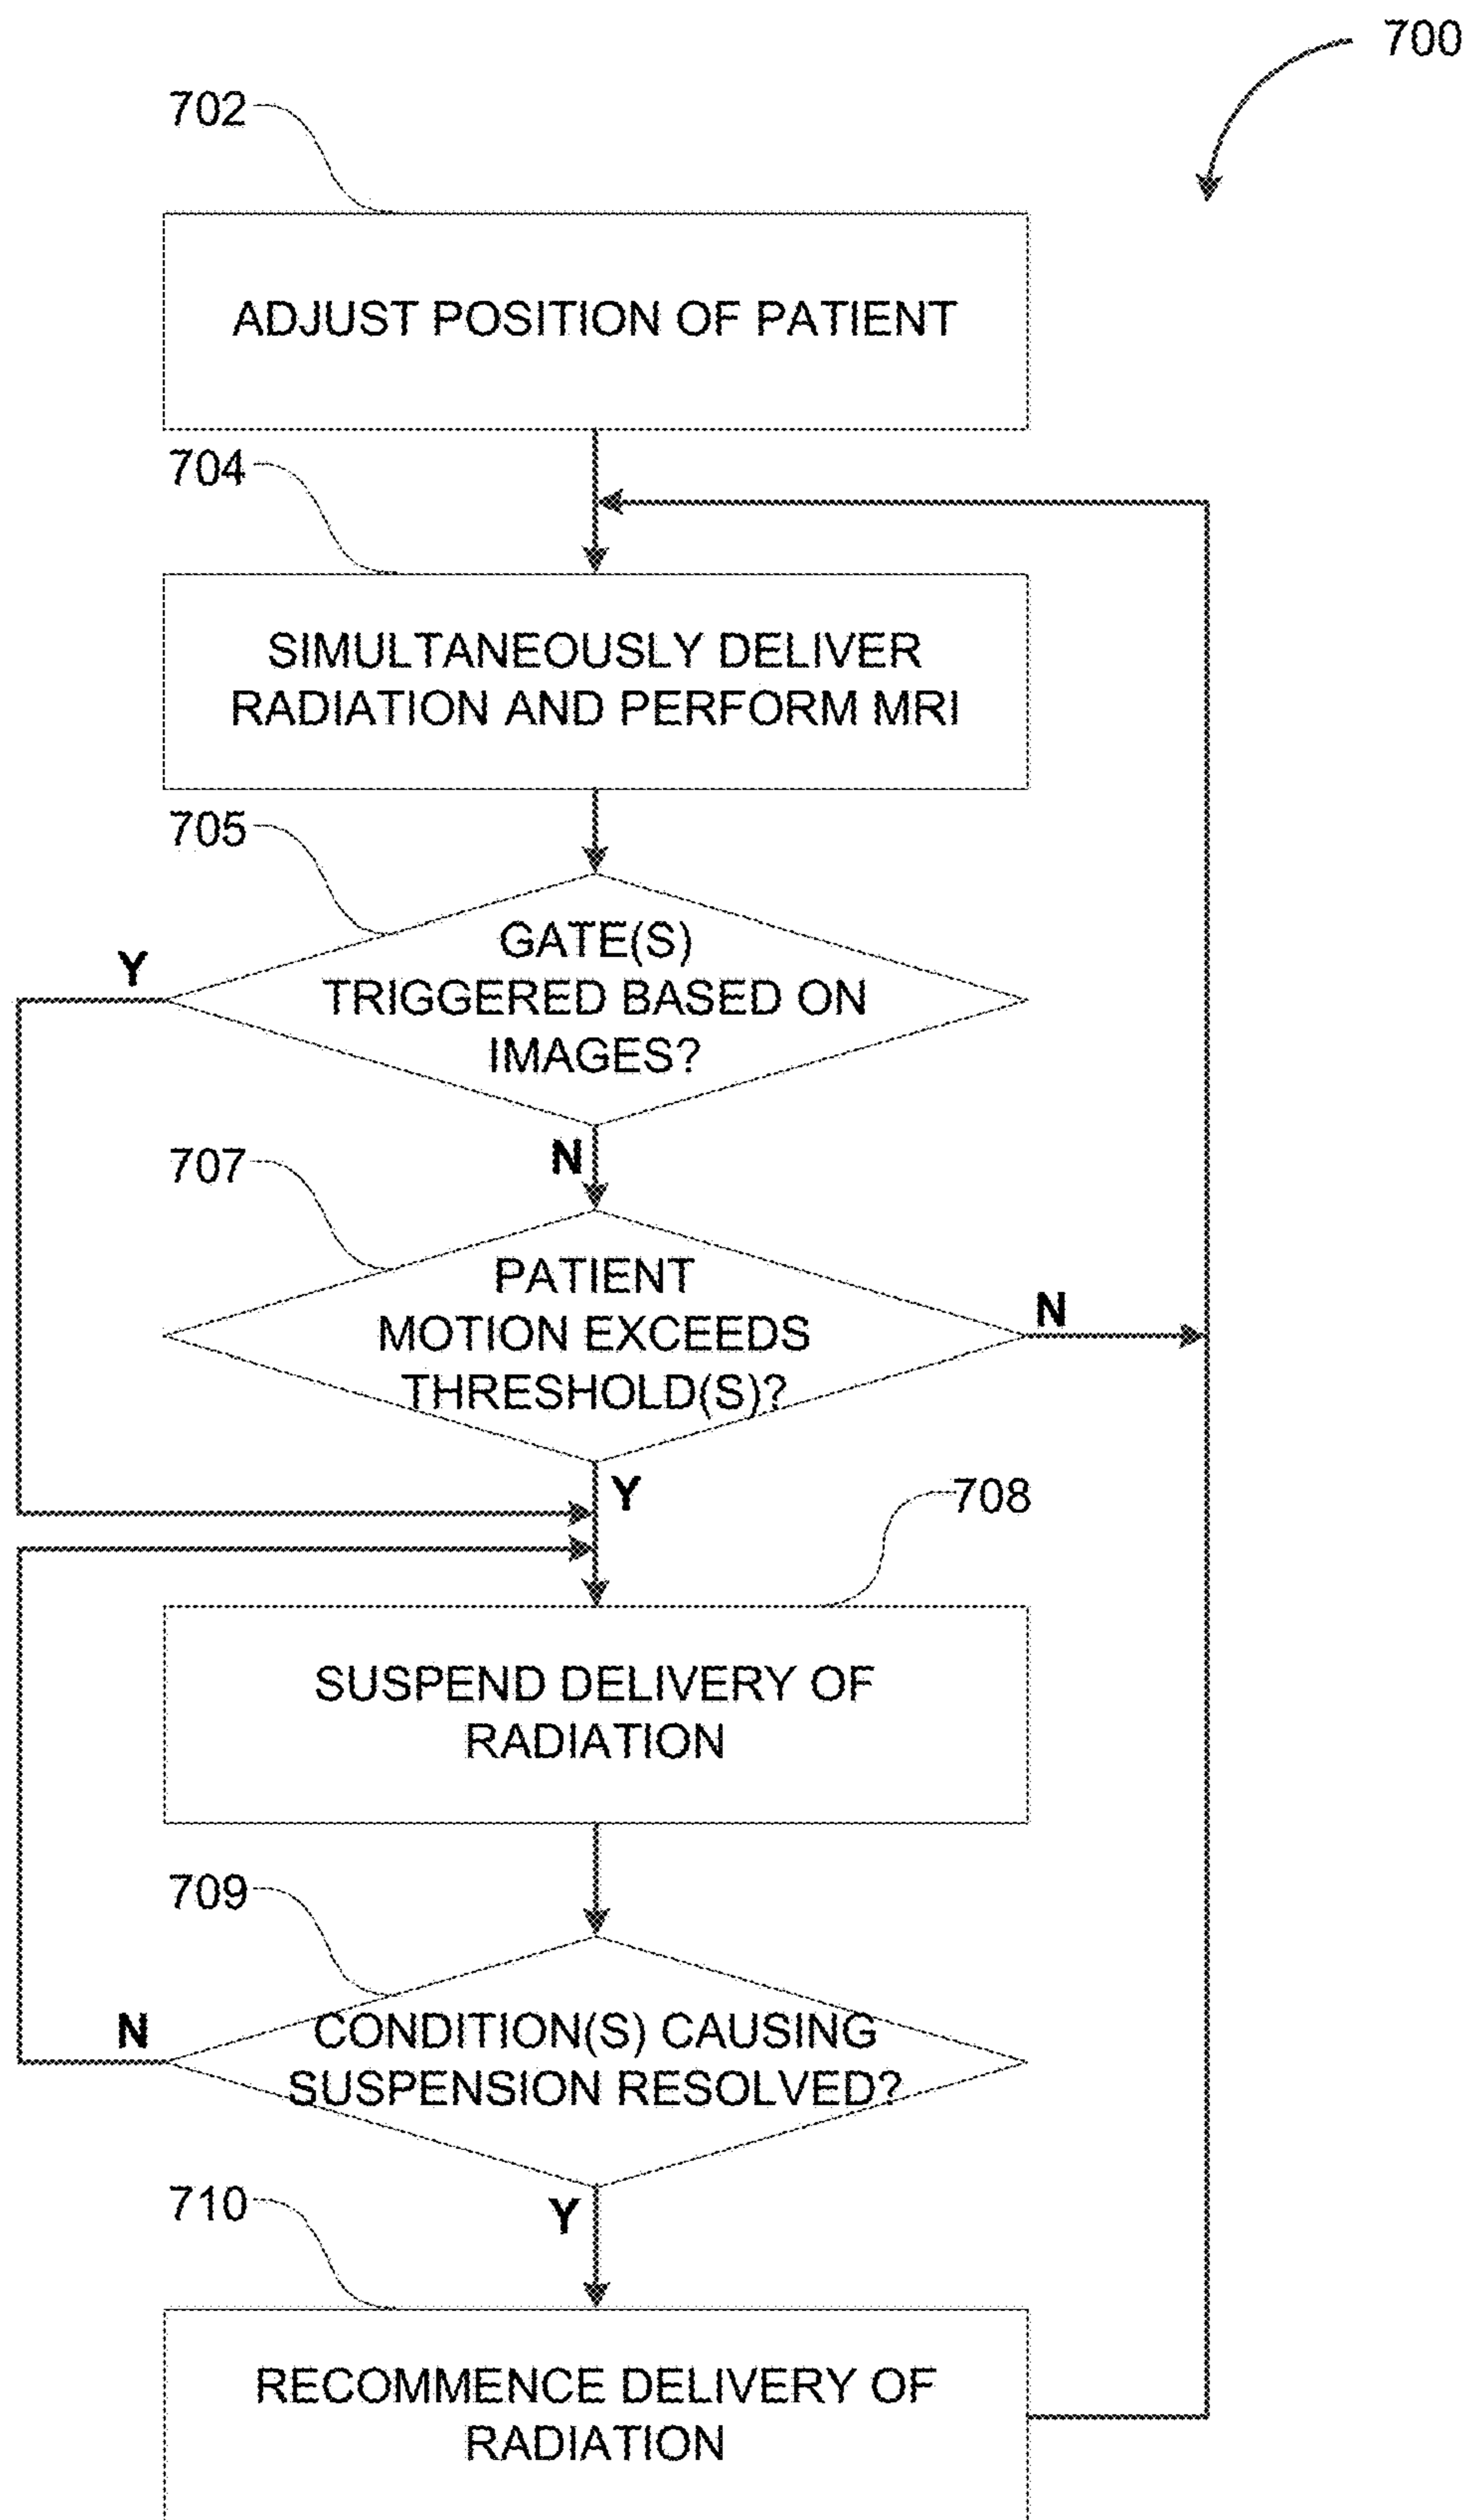 700
702
ADJUST POSITION OF PATIENT
704
SIMULTANEOUSLY DELIVER
RADIATION AND PERFORM MRI
705
Y
GATE(S)
TRIGGERED BASED ON
IMAGES?
N
707
PATIENT
MOTION EXCEEDS
THRESHOLD(S)?
N
Y
708
SUSPEND DELIVERY OF
RADIATION
709
N
CONDITION(S) CAUSING
SUSPENSION RESOLVED?
Y
710
RECOMMENCE DELIVERY OF
RADIATION